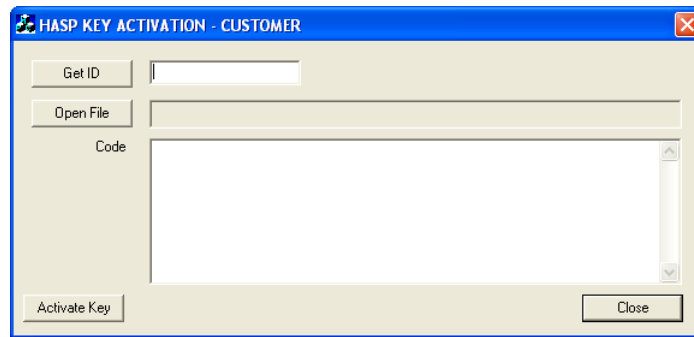 HASP KEY ACTIVATION - CUSTOMER
Get ID
Open File
Code
Activate Key
Close